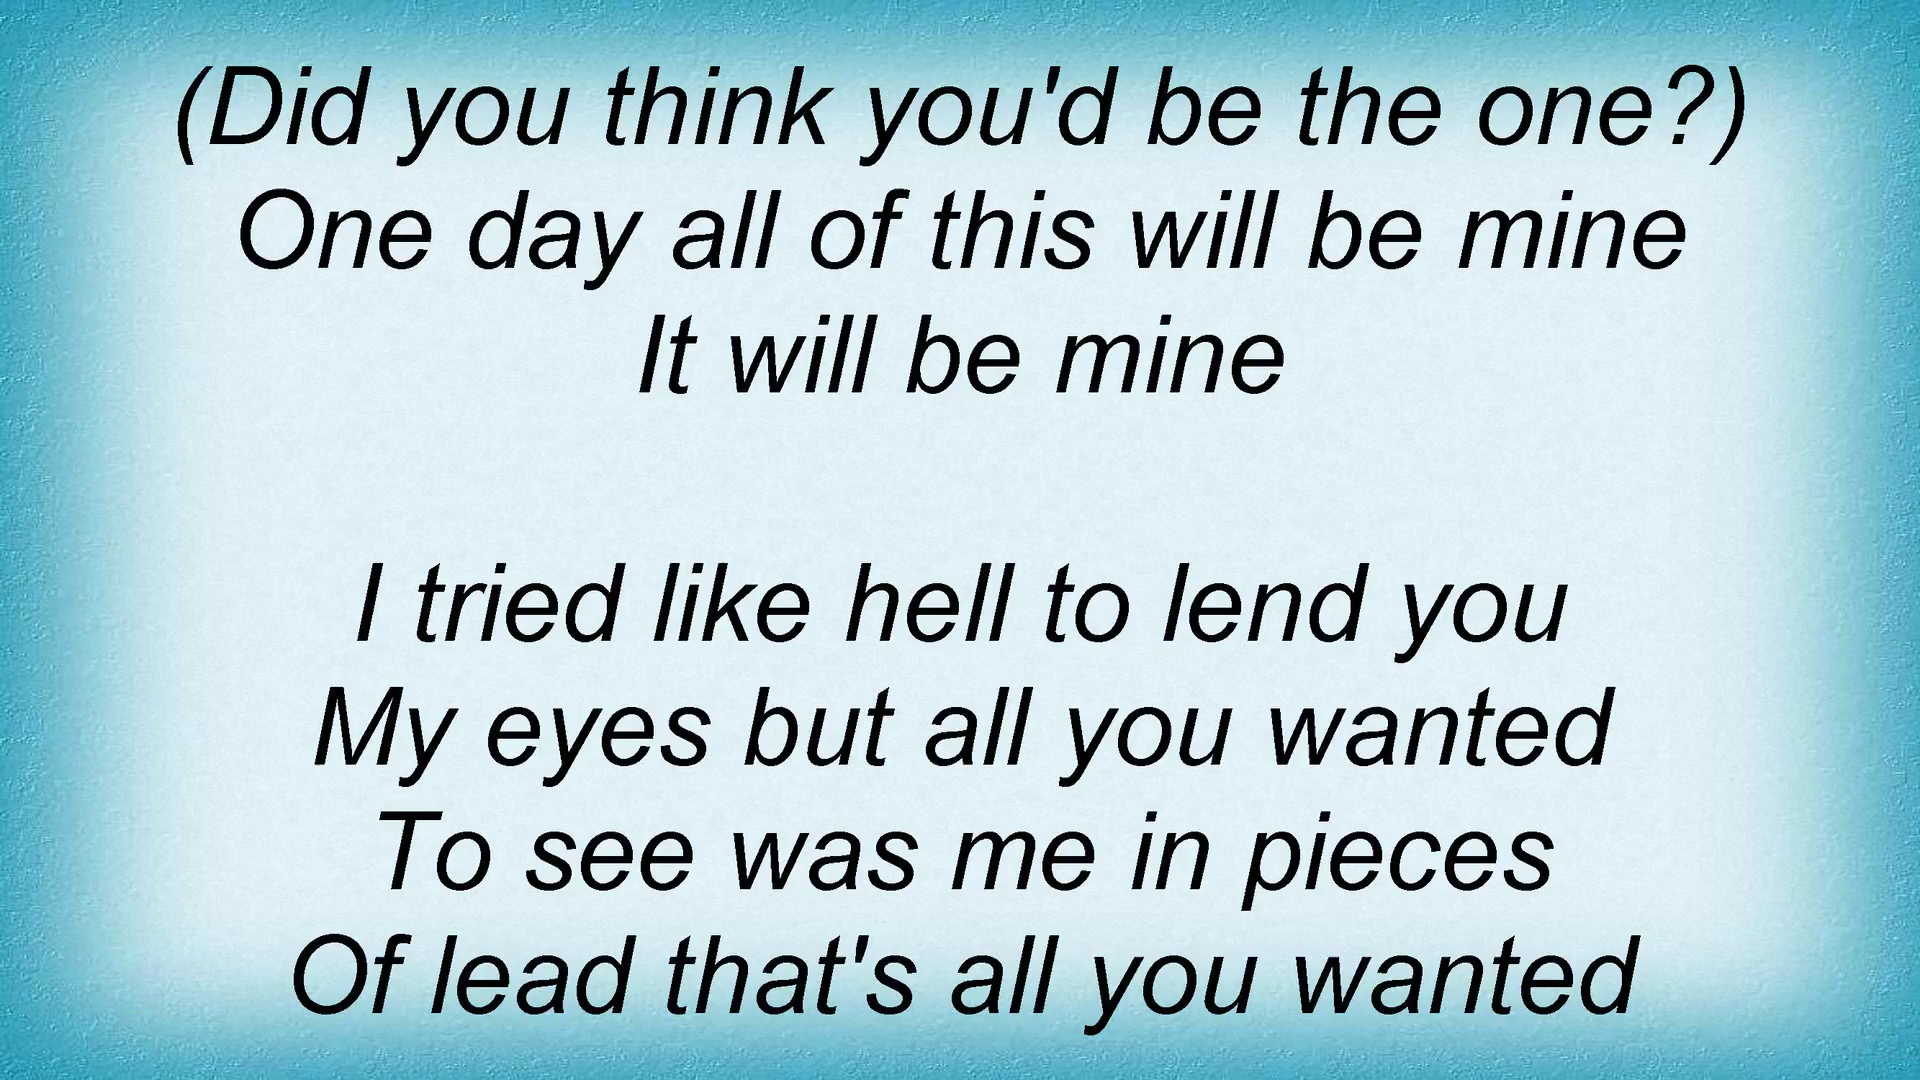 (Did you think you'd be the one?)
One day all of this will be mine
It will be mine
I tried like hell to lend you
My eyes but all you wanted
To see was me in pieces
Of lead that's all you wanted